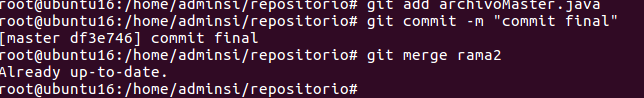 root@ubuntu16:/home/adminsi/repositorio# git add archivoMaster.java
root@ubuntu16:/home/adminsi/repositorio# git commit -m "commit final"
[master df3e746] commit final
root@ubuntu16:/home/adminsi/repositorio# git merge rama2
Already up-to-date.
root@ubuntu16:/home/adminsi/repositorio#